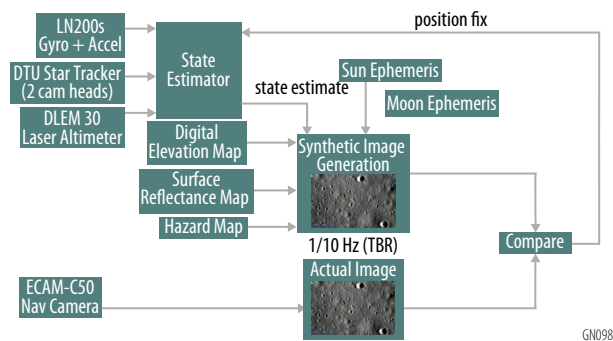 LN200s
Gyro + Accel
DTU Star Tracker
(2 cam heads)
DLEM 30
Laser Altimeter
State
Estimator
position fix
state estimate
Sun Ephemeris
Moon Ephemeris
Digital
Elevation Map
Surface
Reflectance Map
Hazard Map
Synthetic Image
Generation
1/10 Hz (TBR)
Actual Image
Compare
ECAM-C50
Nav Camera
GN098